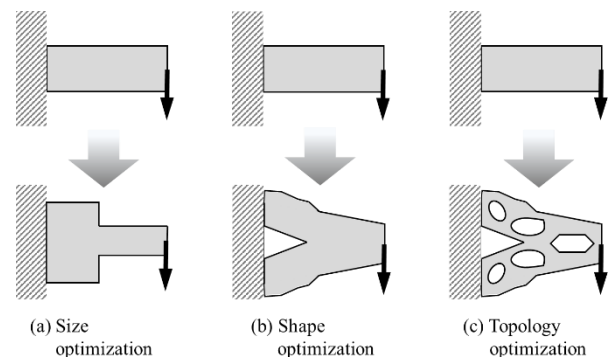 (a) Size
optimization
(b) Shape
optimization
(c) Topology
optimization